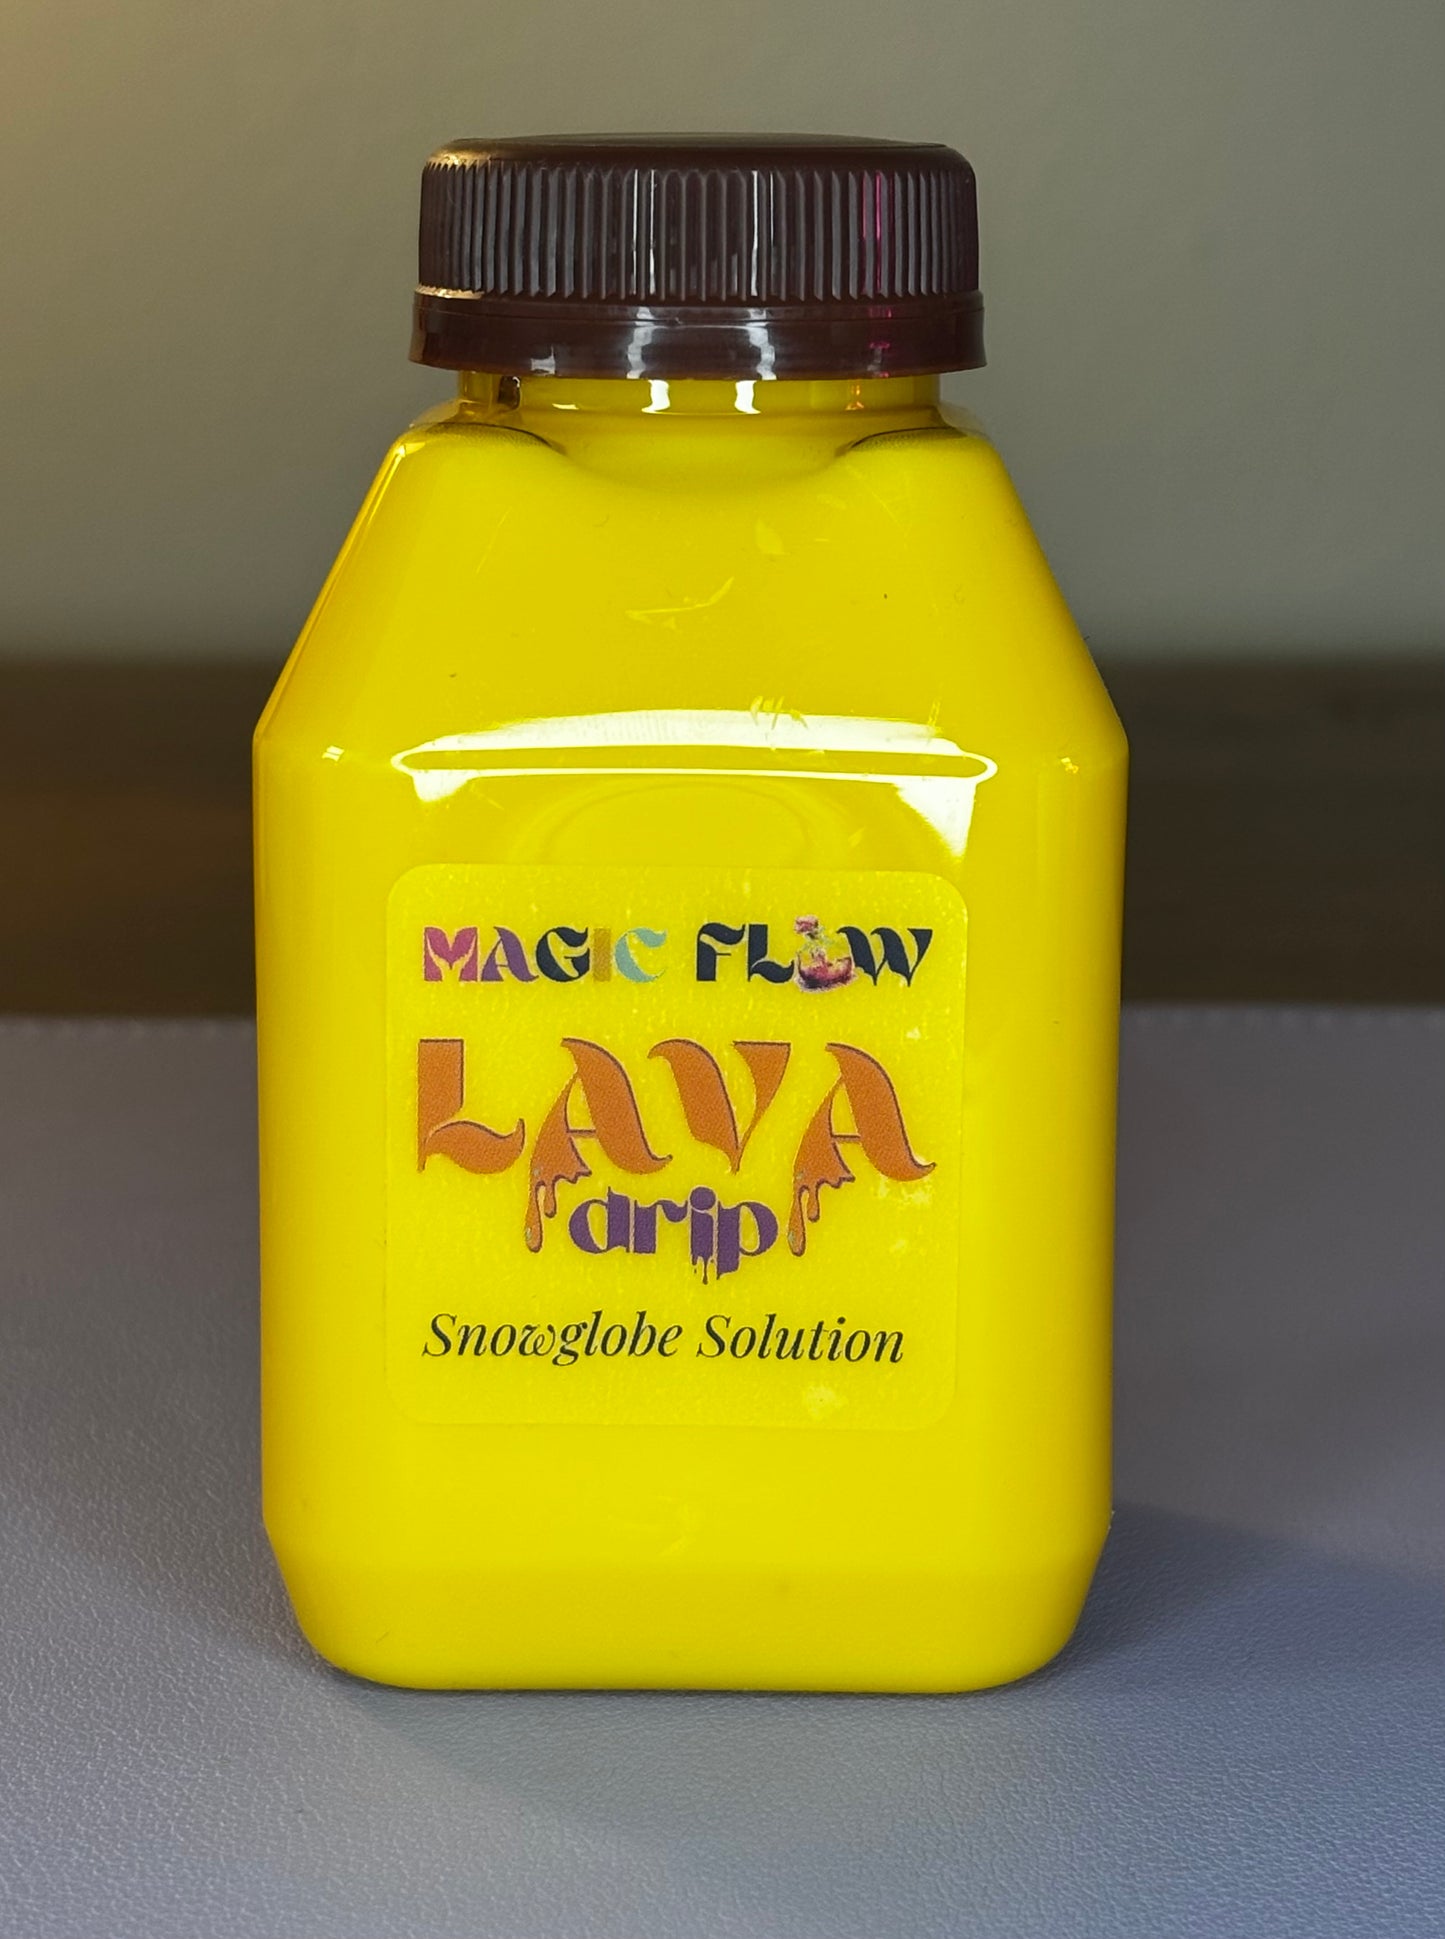 MAGIC FLOW
LAVA
drip
Snowglobe Solution